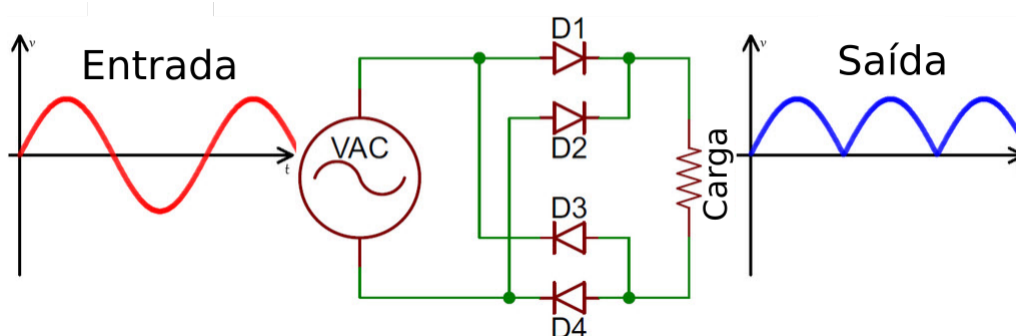 v
Entrada
t
VAC
D1
D2
D3
D4
Carga
v
Saída